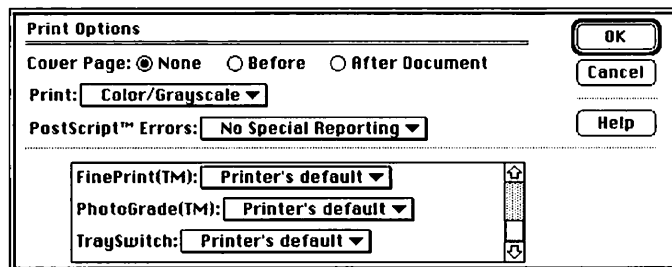 Print Options
OK
Cover Page: None Before After Document
Cancel
Print: Color/Grayscale
PostScript™ Errors: No Special Reporting
Help
FinePrint(TM): Printer's default
PhotoGrade(TM): Printer's default
TraySwitch: Printer's default